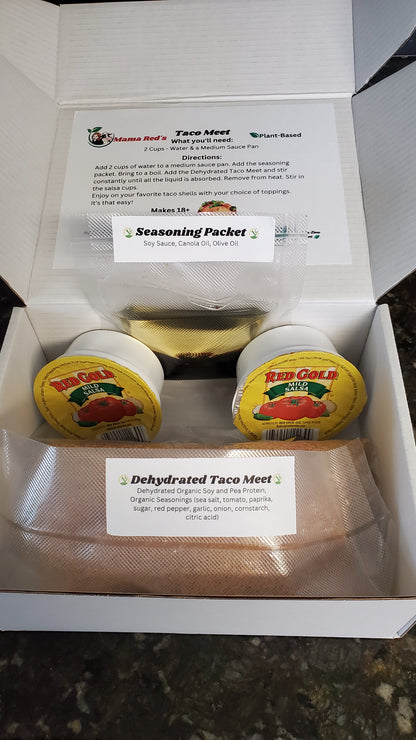 Mama Red's
Taco Meet
Plant-Based
What you'll need:
2 Cups - Water & a Medium Sauce Pan
Directions:
Add 2 cups of water to a medium sauce pan. Add the seasoning
packet. Bring to a boil. Add the Dehydrated Taco Meet and stir
constantly until all the liquid is absorbed. Remove from heat. Stir in
the salsa cups.
Enjoy on your favorite taco shells with your choice of toppings.
It's that easy!
Makes 18+
Seasoning Packet
Soy Sauce, Canola Oil, Olive Oil
RED GOLD
MILD
SALSA
RED GOLD
MILD
SALSA
Dehydrated Taco Meet
Dehydrated Organic Soy and Pea Protein,
Organic Seasonings (sea salt, tomato, paprika,
sugar, red pepper, garlic, onion, cornstarch,
citric acid)